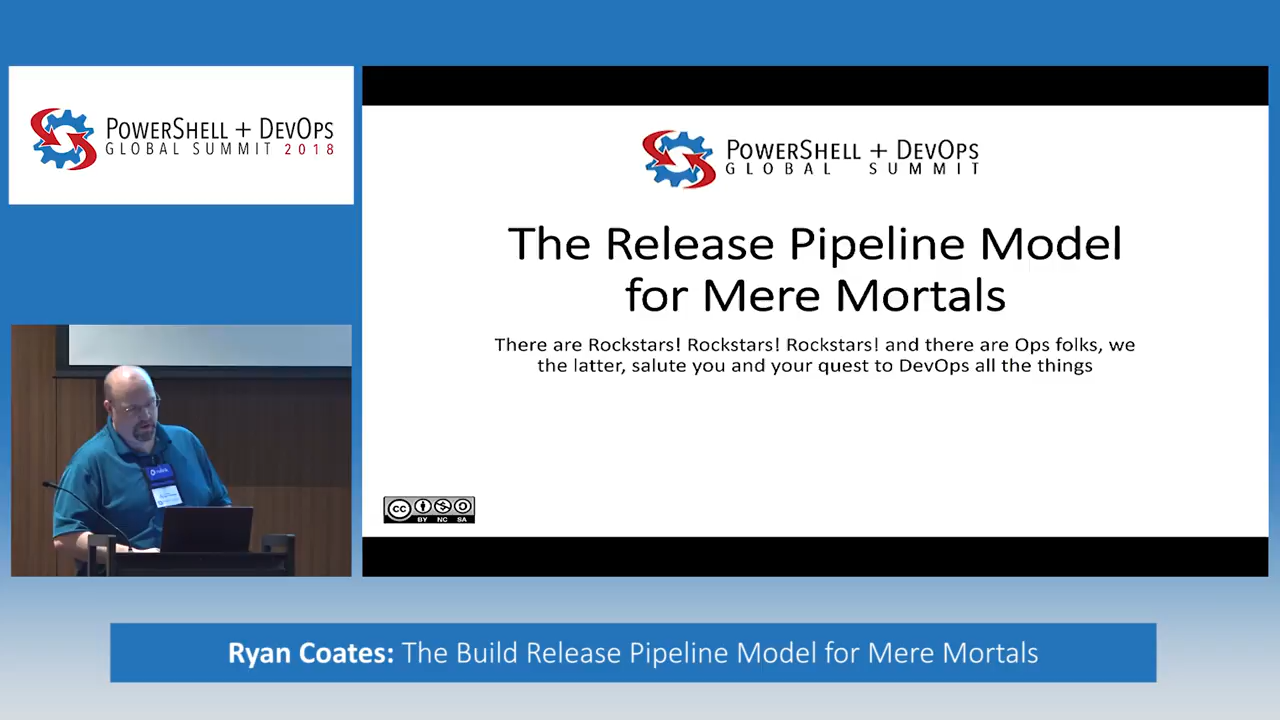 POWERSHELL + DEVOPS
GLOBAL SUMMIT 2018
POWERSHELL + DEVOPS
GLOBAL SUMMIT
The Release Pipeline Model
for Mere Mortals
There are Rockstars! Rockstars! Rockstars! and there are Ops folks, we
the latter, salute you and your quest to DevOps all the things
CC BY NC SA
Ryan Coates: The Build Release Pipeline Model for Mere Mortals